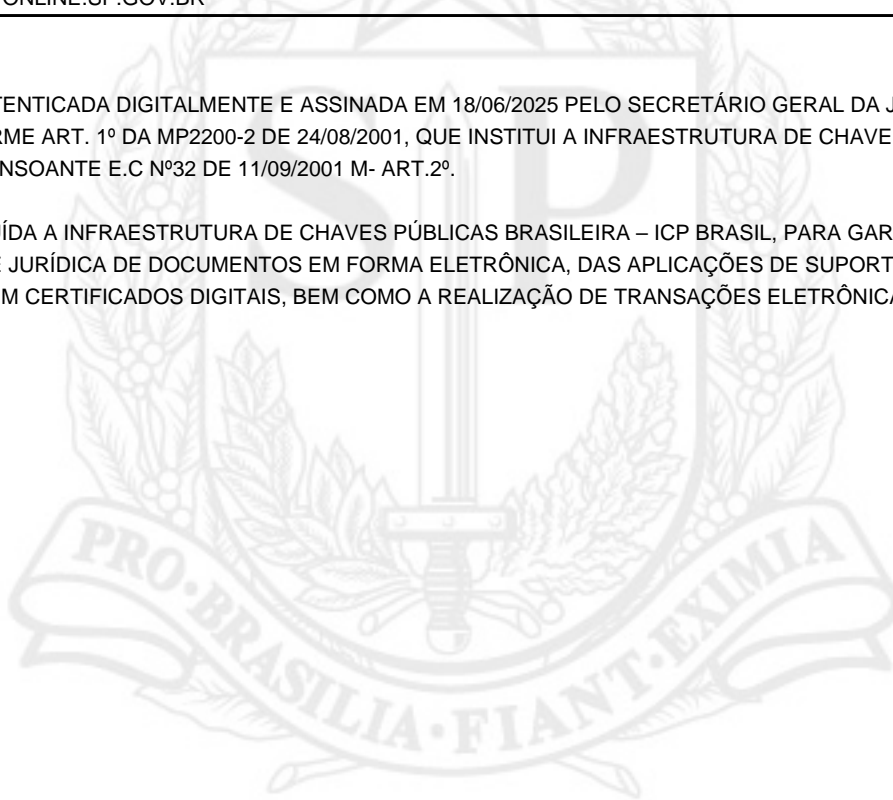 ONLINE.SP.GOV.BR
TENTICADA DIGITALMENTE E ASSINADA EM 18/06/2025 PELO SECRETÁRIO GERAL DA J
RME ART. 1º DA MP2200-2 DE 24/08/2001, QUE INSTITUI A INFRAESTRUTURA DE CHAVE
NSOANTE E.C Nº32 DE 11/09/2001 M- ART.2º.
UÍDA A INFRAESTRUTURA DE CHAVES PÚBLICAS BRASILEIRA – ICP BRASIL, PARA GAR
E JURÍDICA DE DOCUMENTOS EM FORMA ELETRÔNICA, DAS APLICAÇÕES DE SUPORT
M CERTIFICADOS DIGITAIS, BEM COMO A REALIZAÇÃO DE TRANSAÇÕES ELETRÔNICA
SP
PRO·BRASILIA·FIANT·EXIMIA